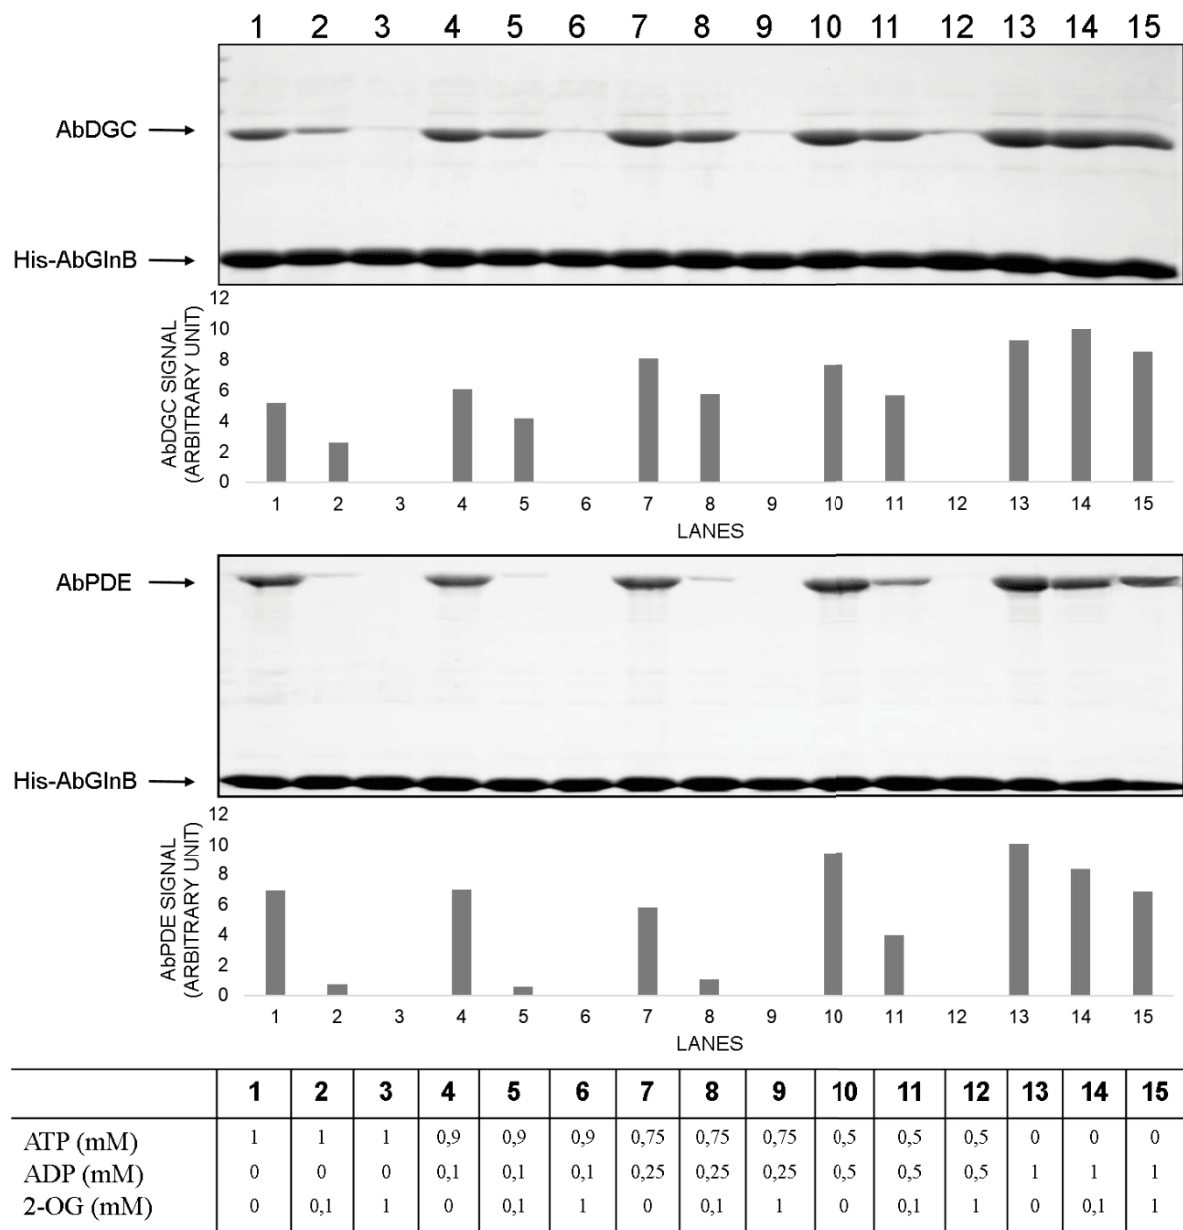 1 2 3 4 5 6 7 8 9 10 11 12 13 14 15
AbDGC
His-AbGlnB
12
10
8
6
4
2
0
AbDGC SIGNAL
(ARBITRARY UNIT)
1 2 3 4 5 6 7 8 9 10 11 12 13 14 15
LANES
AbPDE
His-AbGlnB
12
10
8
6
4
2
0
AbPDE SIGNAL
(ARBITRARY UNIT)
1 2 3 4 5 6 7 8 9 10 11 12 13 14 15
LANES
1 2 3 4 5 6 7 8 9 10 11 12 13 14 15
ATP (mM) 1 1 1 0,9 0,9 0,9 0,75 0,75 0,75 0,5 0,5 0,5 0 0 0
ADP (mM) 0 0 0 0,1 0,1 0,1 0,25 0,25 0,25 0,5 0,5 0,5 1 1 1
2-OG (mM) 0 0,1 1 0 0,1 1 0 0,1 1 0 0,1 1 0 0,1 1